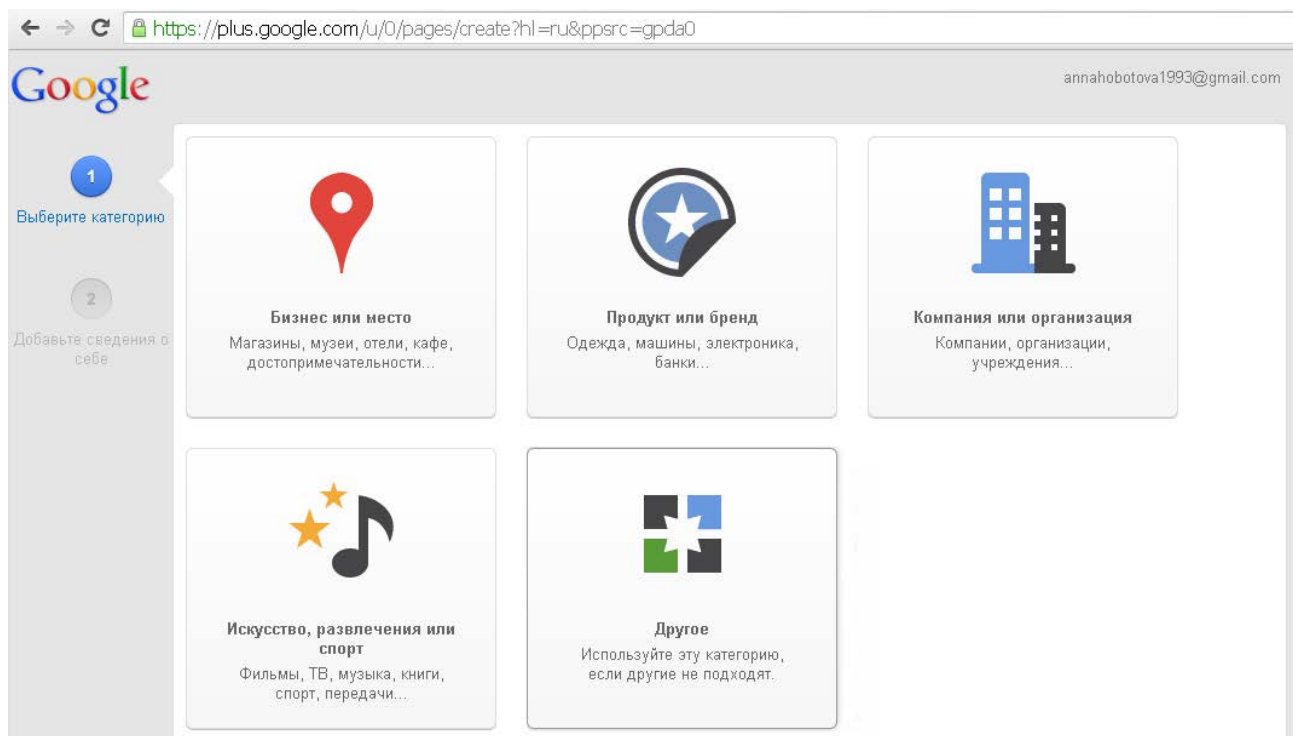 https://plus.google.com/u/0/pages/create?hl=ru&ppsrc=gpda0
Google
annahobotova1993@gmail.com
1
Выберите категорию
2
Добавьте сведения о
себе
Бизнес или место
Магазины, музеи, отели, кафе,
достопримечательности...
Продукт или бренд
Одежда, машины, электроника,
банки...
Компания или организация
Компании, организации,
учреждения...
Искусство, развлечения или
спорт
Фильмы, ТВ, музыка, книги,
спорт, передачи...
Другое
Используйте эту категорию,
если другие не подходят.